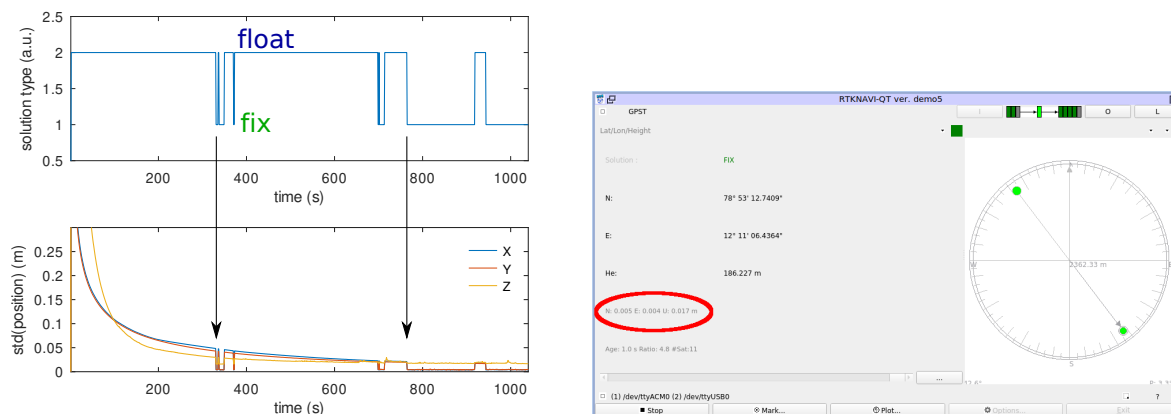 solution type (a.u.)
2.5
2
1.5
1
0.5
float
fix
200
400
600
800
1000
time (s)
std(position) (m)
0.25
0.2
0.15
0.1
0.05
0
X
Y
Z
200
400
600
800
1000
time (s)
RTKNAVI-QT ver. demo5
GPST
O
L
Lat/Lon/Height
Solution :
FIX
N:
78° 53' 12.7409"
E:
12° 11' 06.4364"
He:
186.227 m
N: 0.005 E: 0.004 U: 0.017 m
Age: 1.0 s Ratio: 4.8 #Sat:11
W
2362.33 m
S
...
(1) /dev/ttyACM0 (2) /dev/ttyUSB0
?
Stop
Mark...
Plot...
Options...
Exit